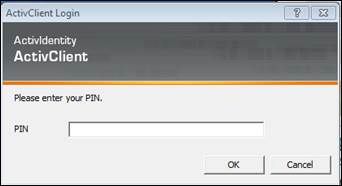 ActivClient Login
ActivIdentity
ActivClient
Please enter your PIN.
PIN
OK
Cancel